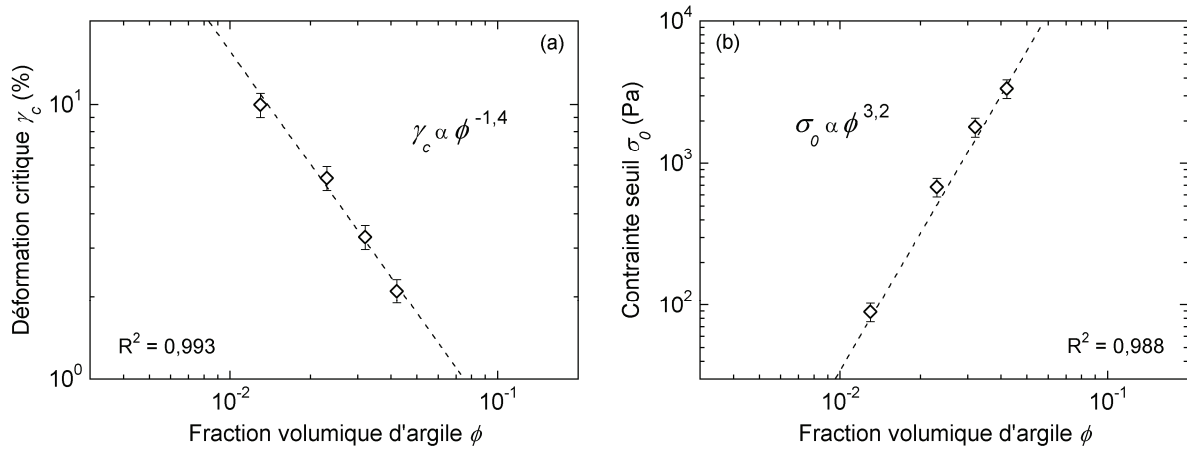 (a)
Déformation critique γc (%)
10¹
10⁰
γc α ϕ⁻¹,⁴
R² = 0,993
10⁻² 10⁻¹
Fraction volumique d'argile ϕ
(b)
Contrainte seuil σ0 (Pa)
10⁴
10³
10²
σ0 α ϕ³,²
R² = 0,988
10⁻² 10⁻¹
Fraction volumique d'argile ϕ